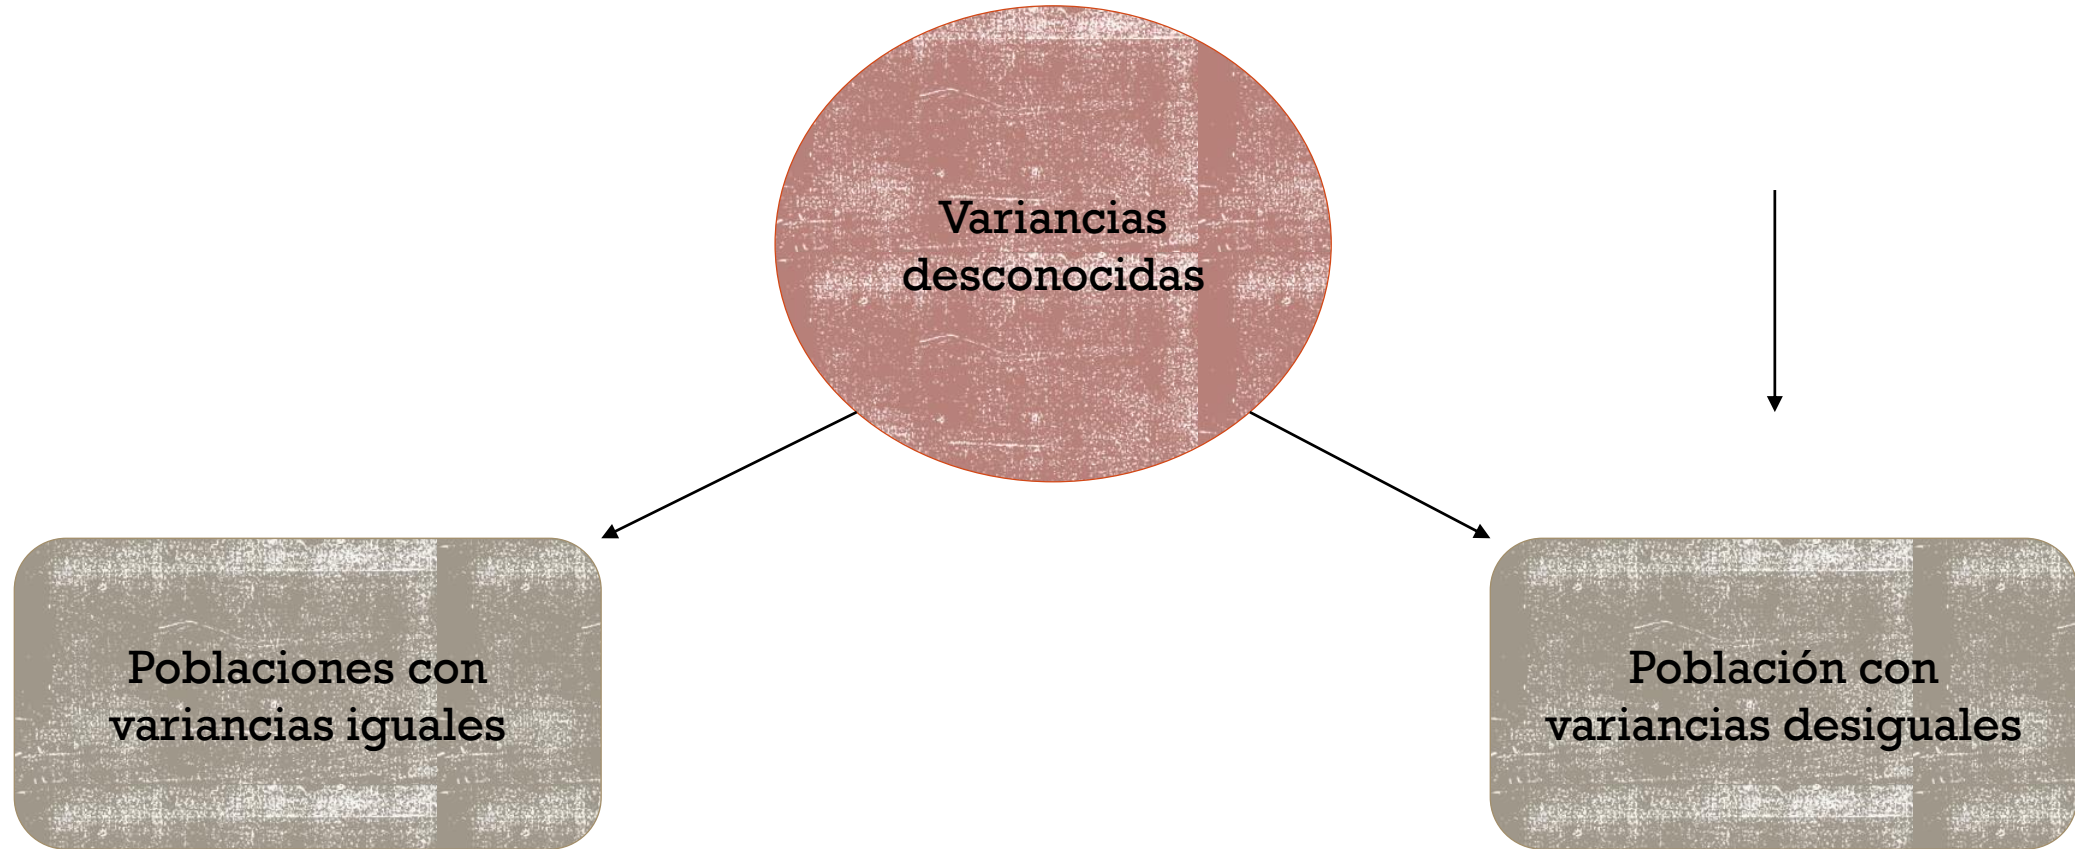 Variancias
desconocidas
Poblaciones con
variancias iguales
Población con
variancias desiguales